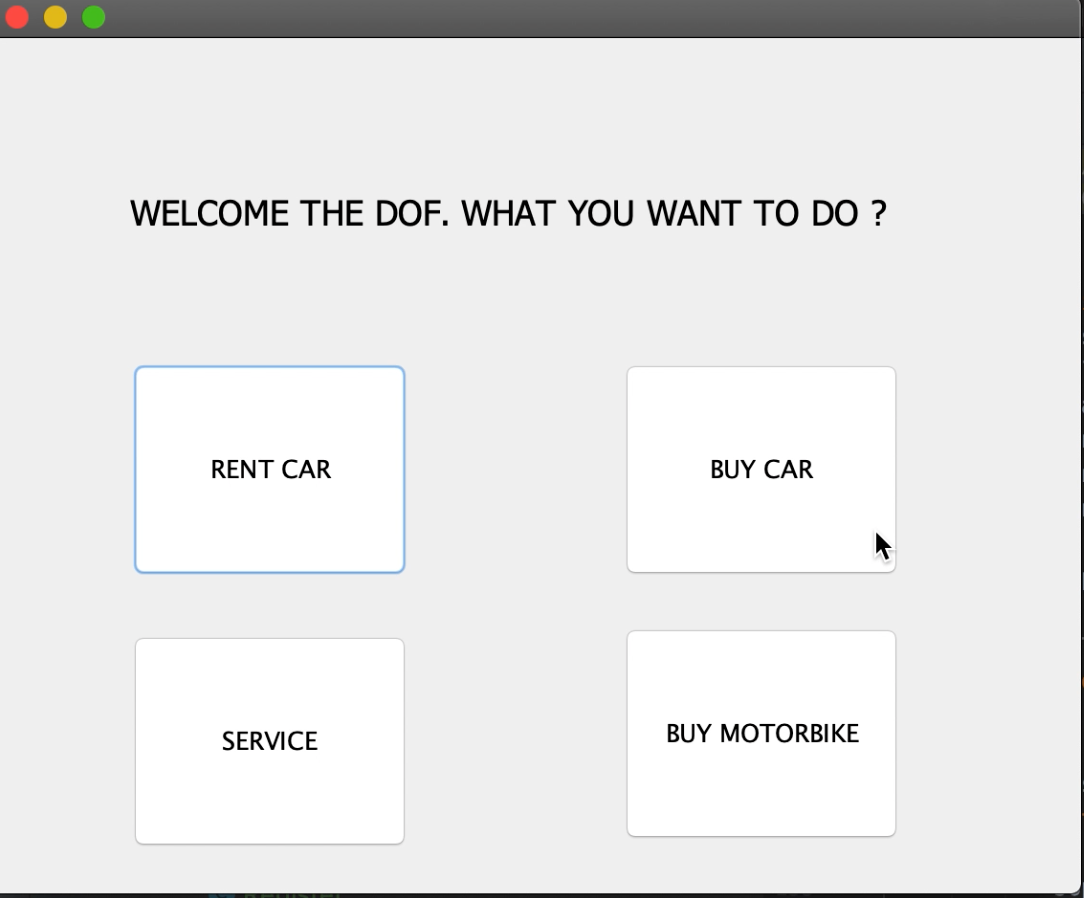 WELCOME THE DOF. WHAT YOU WANT TO DO ?
RENT CAR
BUY CAR
SERVICE
BUY MOTORBIKE